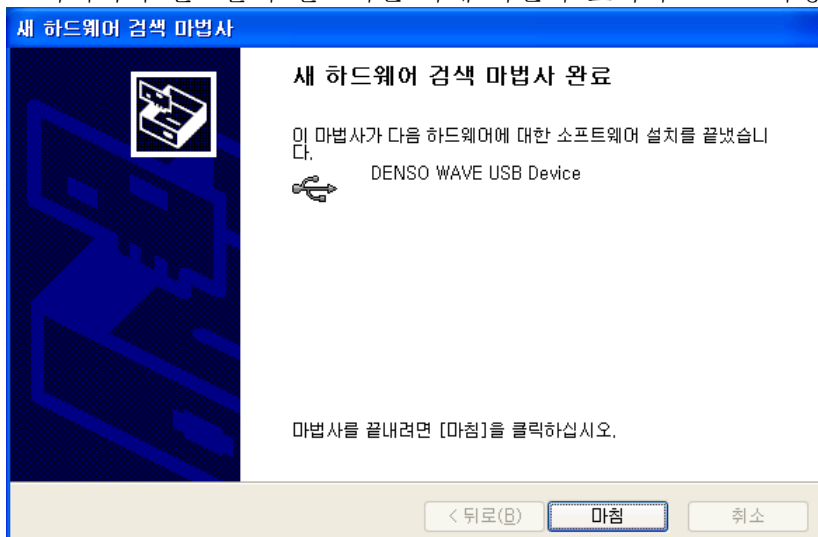 새 하드웨어 검색 마법사
새 하드웨어 검색 마법사 완료
이 마법사가 다음 하드웨어에 대한 소프트웨어 설치를 끝냈습니
다.
DENSO WAVE USB Device
마법사를 끝내려면 [마침]을 클릭하십시오.
< 뒤로(B) 마침 취소